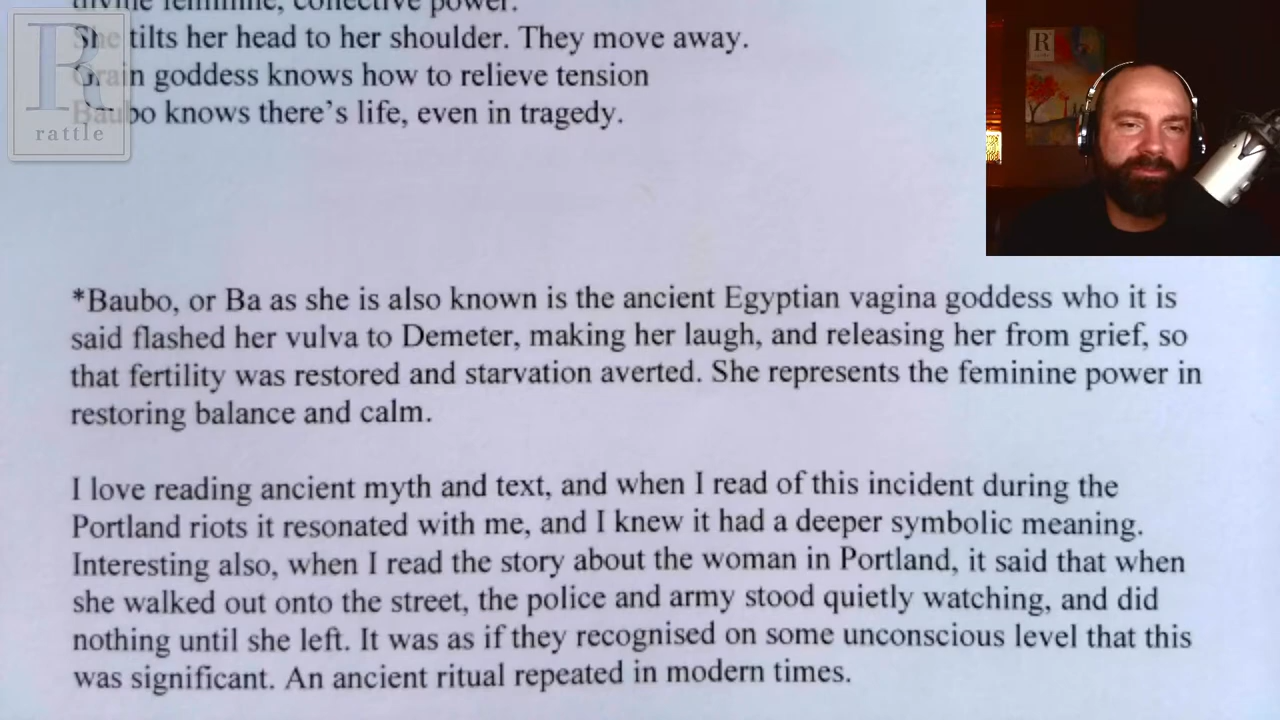 divine feminine, collective power.
She tilts her head to her shoulder. They move away.
Grain goddess knows how to relieve tension
Baubo knows there's life, even in tragedy.
R
rattle
R
*Baubo, or Ba as she is also known is the ancient Egyptian vagina goddess who it is
said flashed her vulva to Demeter, making her laugh, and releasing her from grief, so
that fertility was restored and starvation averted. She represents the feminine power in
restoring balance and calm.
I love reading ancient myth and text, and when I read of this incident during the
Portland riots it resonated with me, and I knew it had a deeper symbolic meaning.
Interesting also, when I read the story about the woman in Portland, it said that when
she walked out onto the street, the police and army stood quietly watching, and did
nothing until she left. It was as if they recognised on some unconscious level that this
was significant. An ancient ritual repeated in modern times.